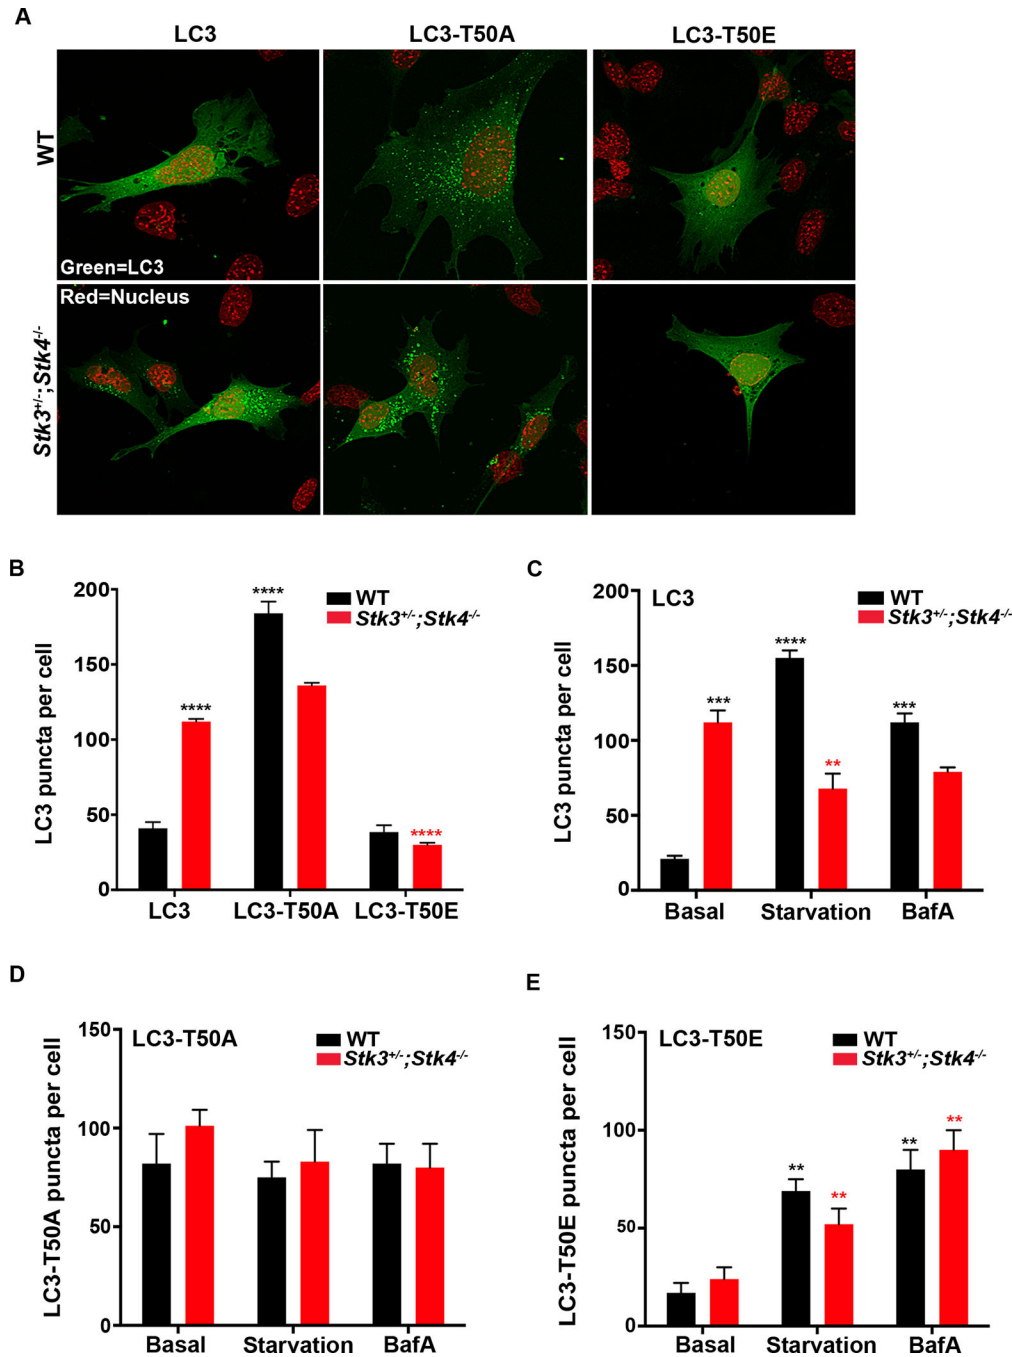 A
LC3 LC3-T50A LC3-T50E
WT
Green=LC3
Red=Nucleus
Stk3+/-;Stk4-/-
B
LC3 puncta per cell
200
150
100
50
0
WT
Stk3+/-;Stk4-/-
****
****
****
LC3 LC3-T50A LC3-T50E
C
LC3
LC3 puncta per cell
200
150
100
50
0
WT
Stk3+/-;Stk4-/-
***
****
**
***
Basal Starvation BafA
D
LC3-T50A
LC3-T50A puncta per cell
150
100
50
0
WT
Stk3+/-;Stk4-/-
Basal Starvation BafA
E
LC3-T50E
LC3-T50E puncta per cell
150
100
50
0
WT
Stk3+/-;Stk4-/-
**
**
**
**
Basal Starvation BafA